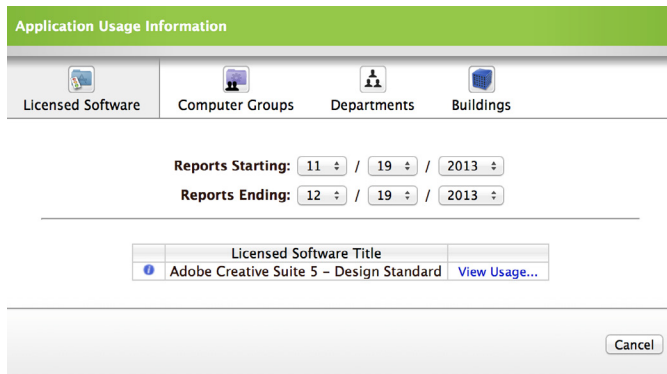 Application Usage Information
Licensed Software Computer Groups Departments Buildings
Reports Starting: 11 / 19 / 2013
Reports Ending: 12 / 19 / 2013
Licensed Software Title
i Adobe Creative Suite 5 – Design Standard View Usage...
Cancel